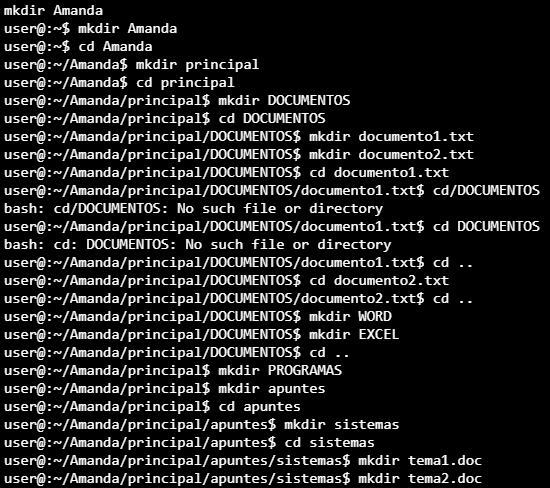 mkdir Amanda
user@:~$ mkdir Amanda
user@:~$ cd Amanda
user@:~/Amanda$ mkdir principal
user@:~/Amanda$ cd principal
user@:~/Amanda/principal$ mkdir DOCUMENTOS
user@:~/Amanda/principal$ cd DOCUMENTOS
user@:~/Amanda/principal/DOCUMENTOS$ mkdir documento1.txt
user@:~/Amanda/principal/DOCUMENTOS$ mkdir documento2.txt
user@:~/Amanda/principal/DOCUMENTOS$ cd documento1.txt
user@:~/Amanda/principal/DOCUMENTOS/documento1.txt$ cd/DOCUMENTOS
bash: cd/DOCUMENTOS: No such file or directory
user@:~/Amanda/principal/DOCUMENTOS/documento1.txt$ cd DOCUMENTOS
bash: cd: DOCUMENTOS: No such file or directory
user@:~/Amanda/principal/DOCUMENTOS/documento1.txt$ cd ..
user@:~/Amanda/principal/DOCUMENTOS$ cd documento2.txt
user@:~/Amanda/principal/DOCUMENTOS/documento2.txt$ cd ..
user@:~/Amanda/principal/DOCUMENTOS$ mkdir WORD
user@:~/Amanda/principal/DOCUMENTOS$ mkdir EXCEL
user@:~/Amanda/principal/DOCUMENTOS$ cd ..
user@:~/Amanda/principal$ mkdir PROGRAMAS
user@:~/Amanda/principal$ mkdir apuntes
user@:~/Amanda/principal$ cd apuntes
user@:~/Amanda/principal/apuntes$ mkdir sistemas
user@:~/Amanda/principal/apuntes$ cd sistemas
user@:~/Amanda/principal/apuntes/sistemas$ mkdir tema1.doc
user@:~/Amanda/principal/apuntes/sistemas$ mkdir tema2.doc